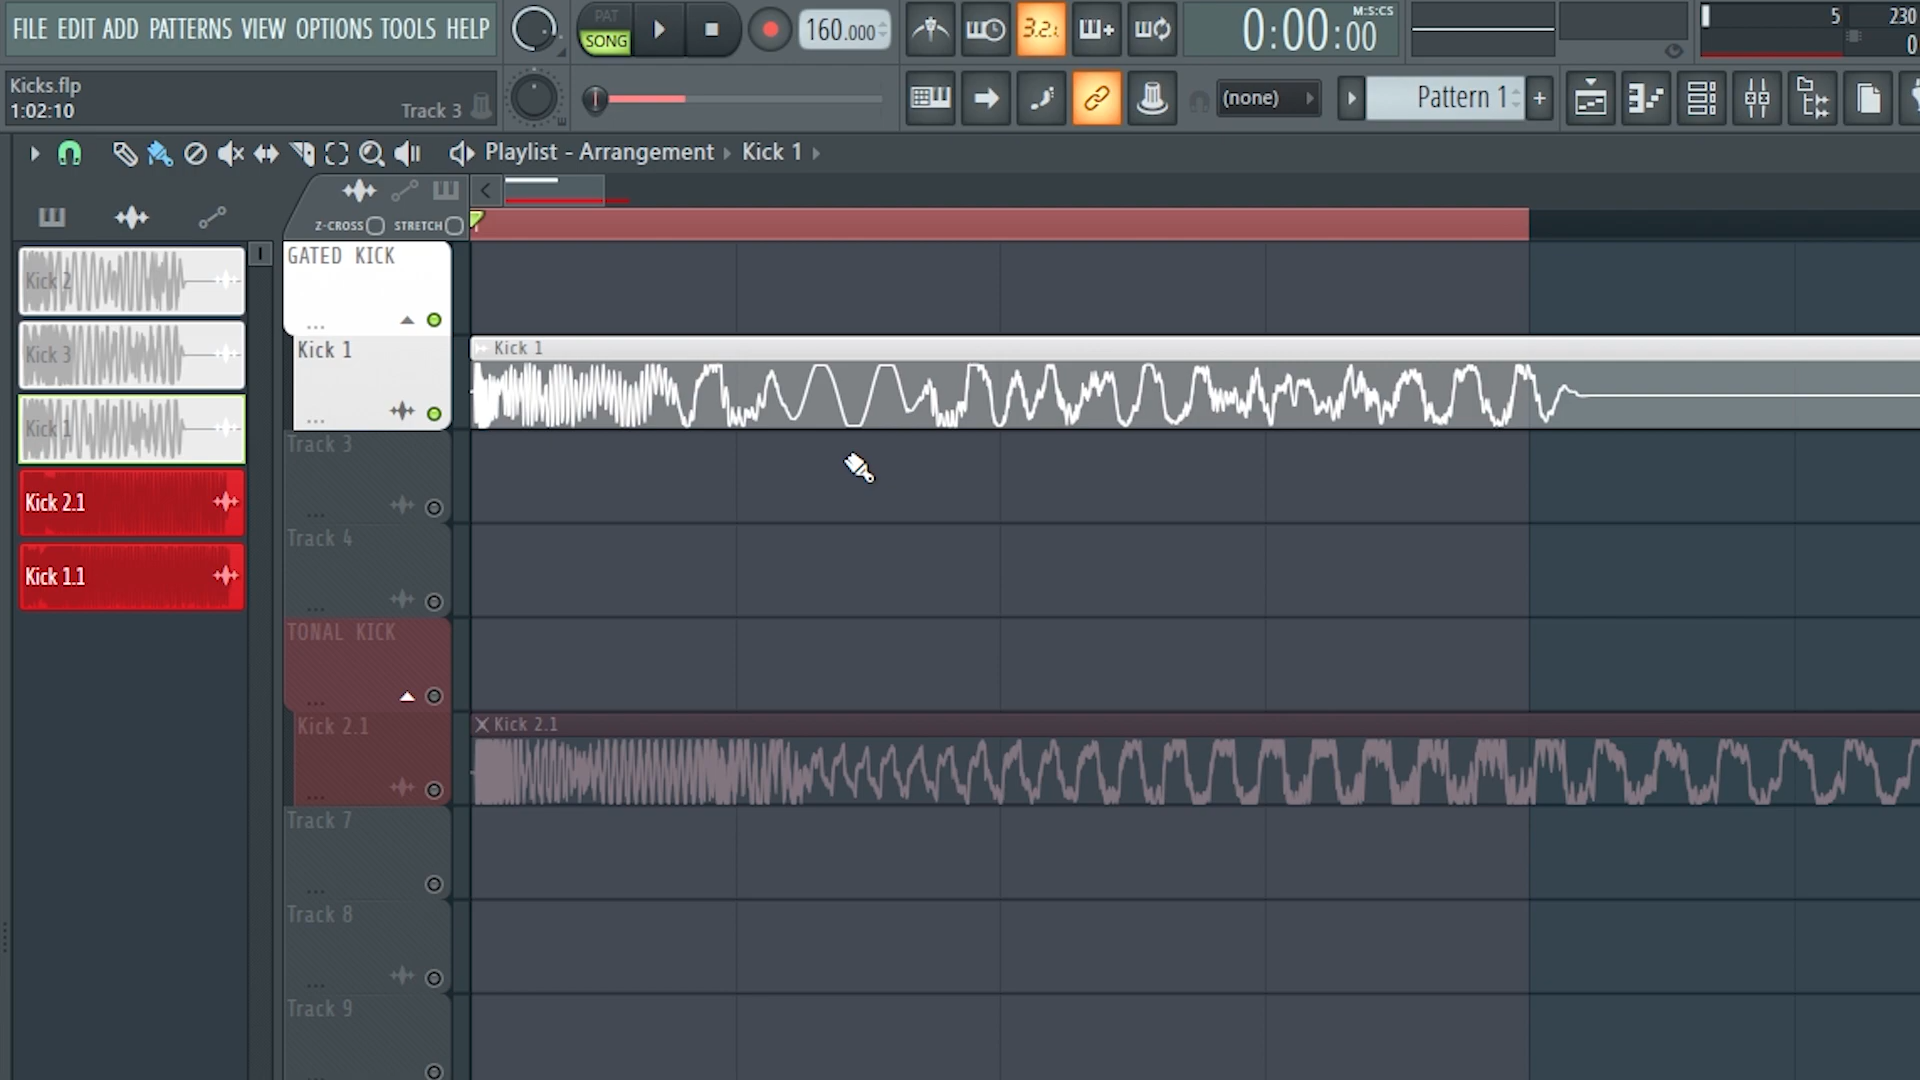 FILE EDIT ADD PATTERNS VIEW OPTIONS TOOLS HELP
PAT
SONG
160.000
3.2.
M:S:CS
0:00:00
5
230
0
Kicks.flp
1:02:10
Track 3
(none)
Pattern 1
+
Playlist - Arrangement
Kick 1
Z-CROSS
STRETCH
Kick 2
Kick 3
Kick 1
Kick 2.1
Kick 1.1
GATED KICK
Kick 1
Kick 1
Track 3
Track 4
TONAL KICK
Kick 2.1
Kick 2.1
Track 7
Track 8
Track 9